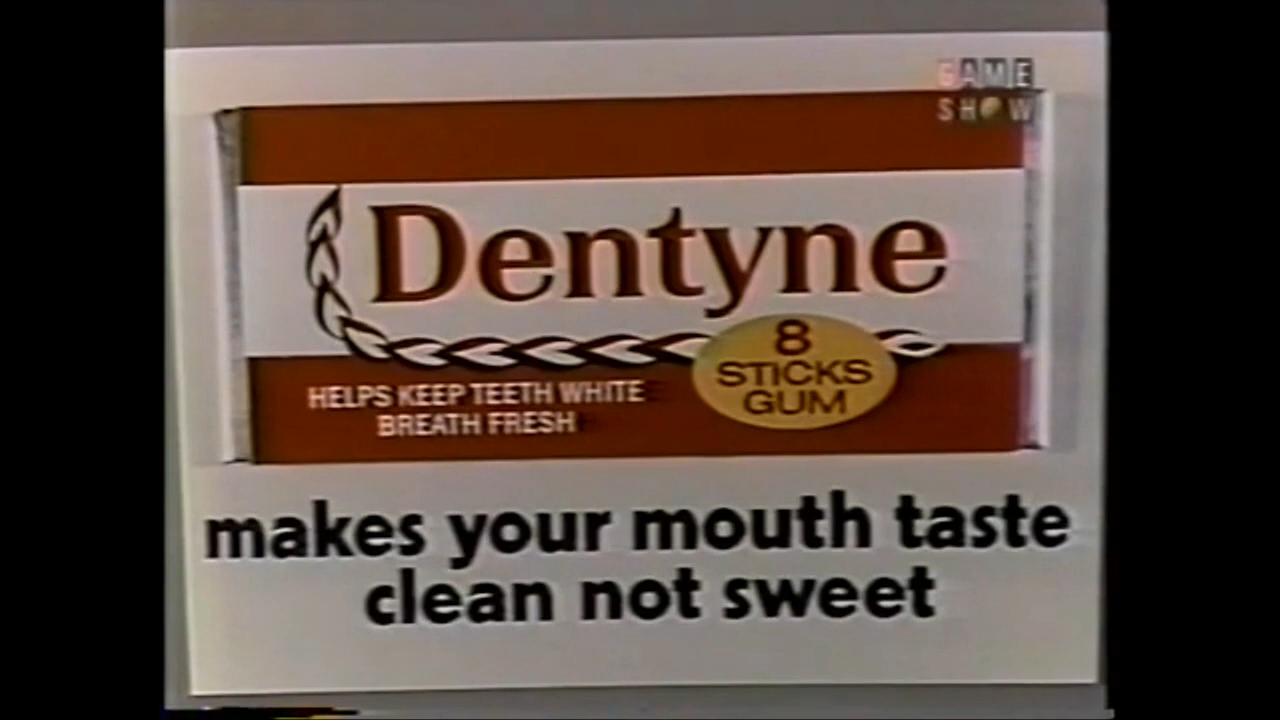 GAME
SHOW
Dentyne
8
STICKS
GUM
HELPS KEEP TEETH WHITE
BREATH FRESH
makes your mouth taste
clean not sweet